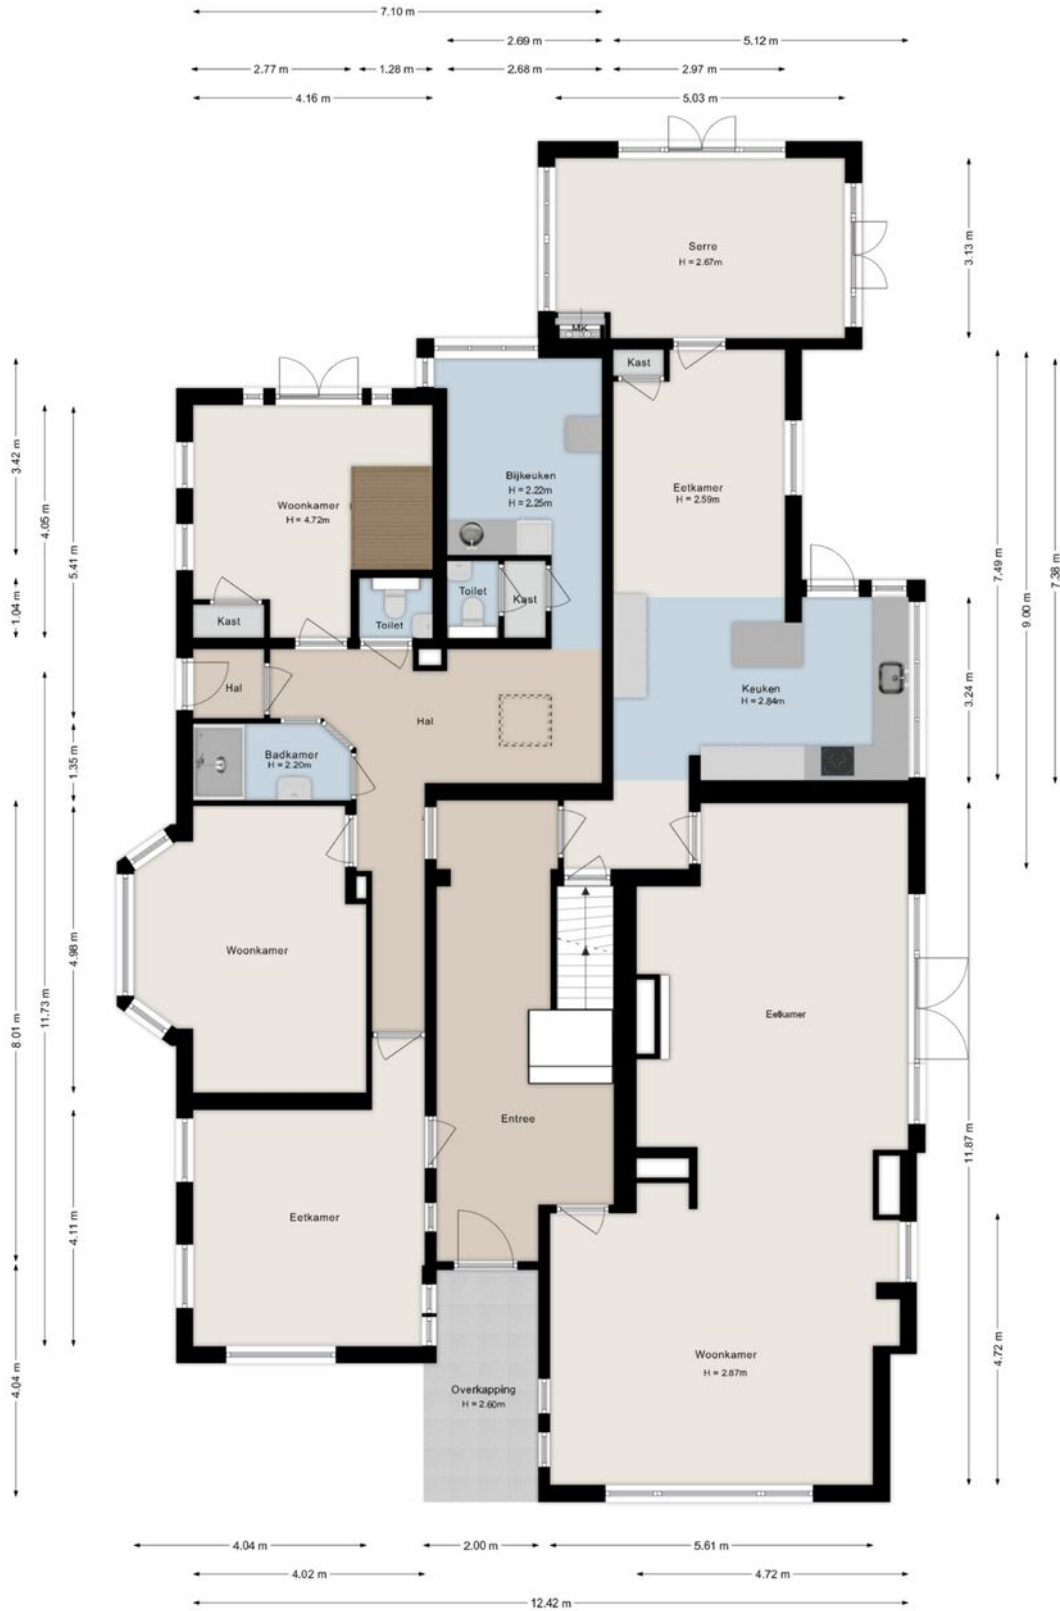 7.10 m
2.69 m
5.12 m
2.77 m
1.28 m
2.68 m
2.97 m
4.16 m
5.03 m
Serre
H = 2.67m
3.13 m
MK
Kast
3.42 m
4.05 m
5.41 m
Bijkeuken
H = 2.22m
H = 2.25m
Eetkamer
H = 2.59m
Woonkamer
H = 4.72m
7.49 m
9.00 m
7.38 m
1.04 m
Kast
Toilet
Toilet
Kast
Hal
Hal
Keuken
H = 2.84m
3.24 m
Badkamer
H = 2.20m
1.35 m
Woonkamer
4.98 m
11.73 m
8.01 m
Eetkamer
Entree
11.87 m
Eetkamer
4.11 m
Woonkamer
H = 2.87m
4.72 m
Overkapping
H = 2.60m
4.04 m
4.04 m
2.00 m
5.61 m
4.02 m
4.72 m
12.42 m